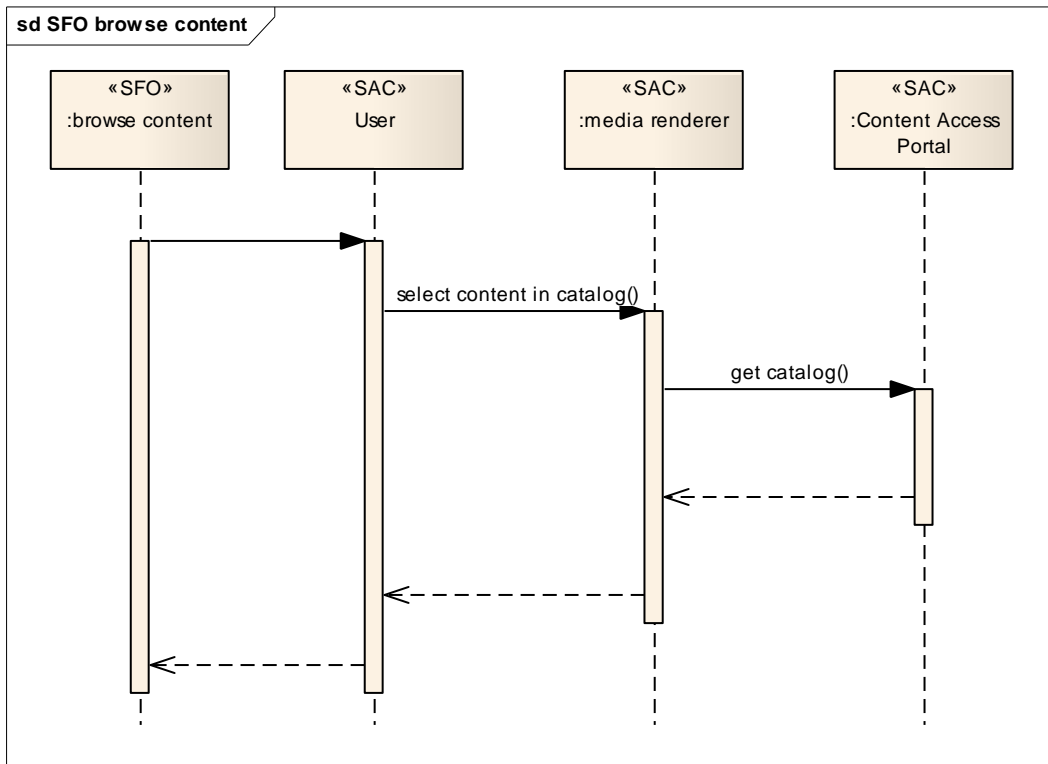 sd SFO browse content
«SFO»
:browse content
«SAC»
User
«SAC»
:media renderer
«SAC»
:Content Access
Portal
select content in catalog()
get catalog()